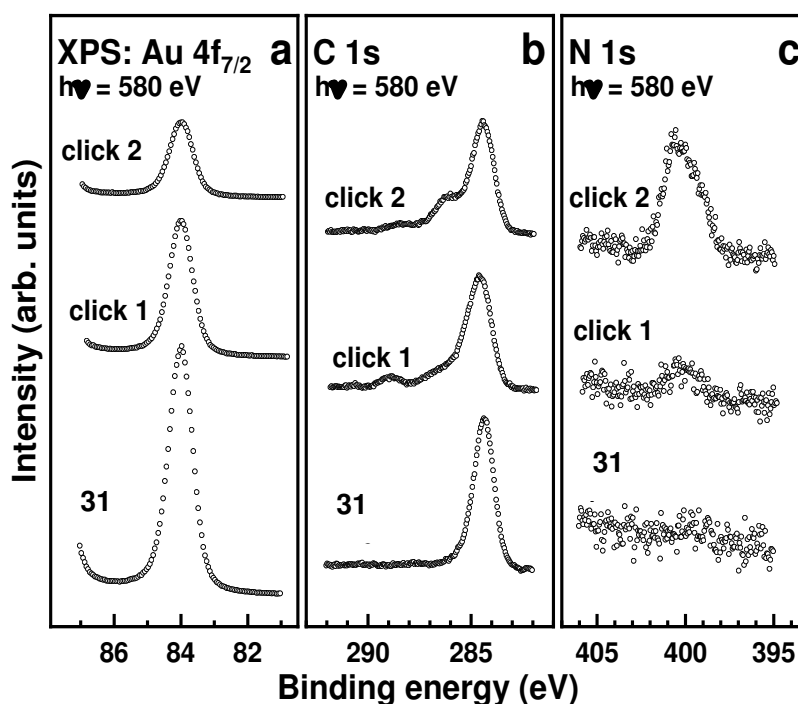 XPS: Au 4f7/2 a
hν = 580 eV
click 2
click 1
31
86 84 82
C 1s b
hν = 580 eV
click 2
click 1
31
290 285
N 1s c
hν = 580 eV
click 2
click 1
31
405 400 395
Intensity (arb. units)
Binding energy (eV)